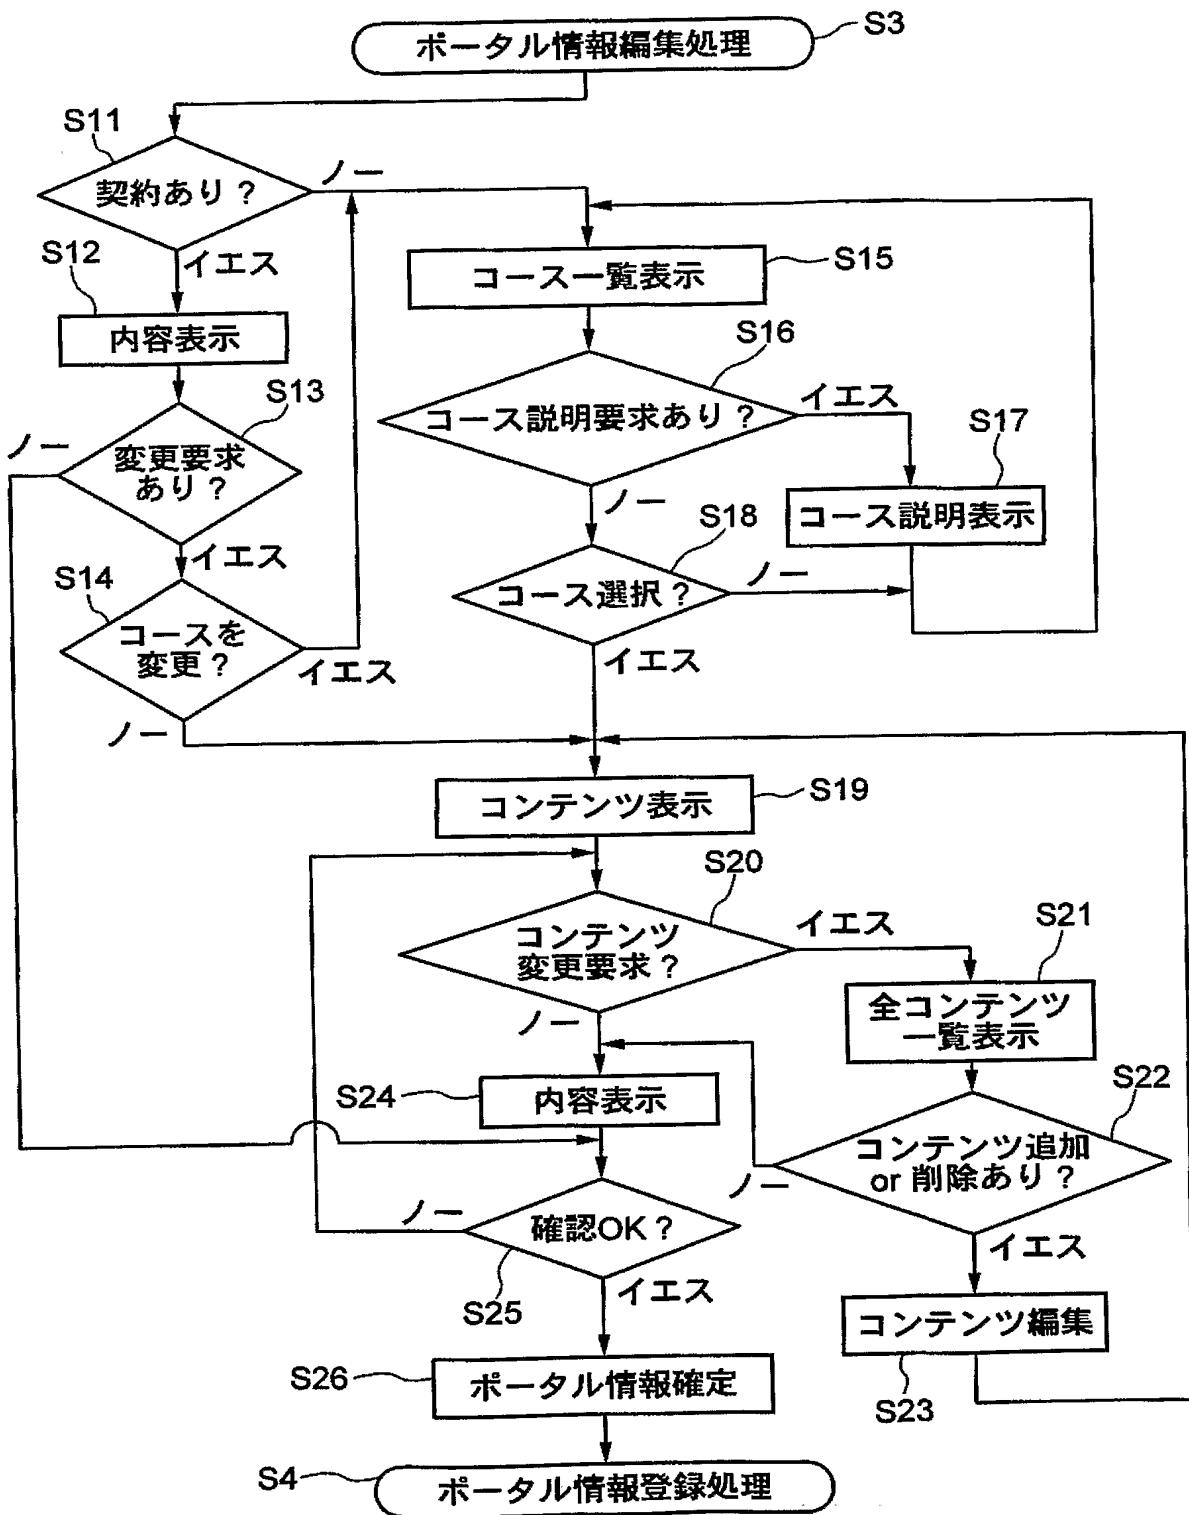 ポータル情報編集処理
S3
S11
契約あり?
ノー
イエス
S12
内容表示
S13
ノー
変更要求
あり?
イエス
S14
コースを
変更?
イエス
ノー
コース一覧表示
S15
S16
コース説明要求あり?
イエス
S17
コース説明表示
ノー
S18
コース選択?
ノー
イエス
コンテンツ表示
S19
S20
コンテンツ
変更要求?
イエス
S21
全コンテンツ
一覧表示
ノー
S22
コンテンツ追加
or 削除あり?
ノー
イエス
コンテンツ編集
S23
S24
内容表示
ノー
確認OK?
S25
イエス
S26
ポータル情報確定
S4
ポータル情報登録処理